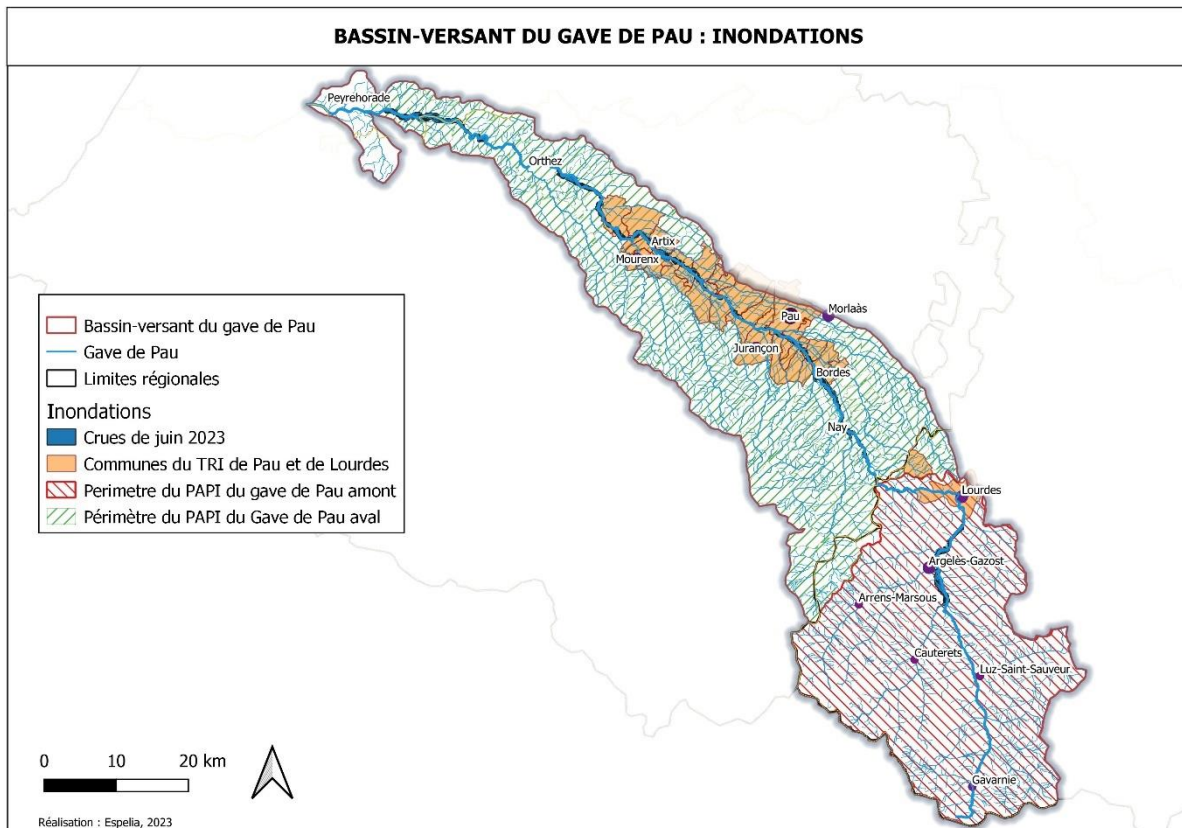 BASSIN-VERSANT DU GAVE DE PAU : INONDATIONS
Peyrehorade
Orthez
Artix
Mourenx
Pau
Morlaàs
Jurançon
Bordes
Nay
Lourdes
Argelès-Gazost
Arrens-Marsous
Cauterets
Luz-Saint-Sauveur
Gavarnie
Bassin-versant du gave de Pau
Gave de Pau
Limites régionales
Inondations
Crues de juin 2023
Communes du TRI de Pau et de Lourdes
Perimetre du PAPI du gave de Pau amont
Périmètre du PAPI du Gave de Pau aval
0 10 20 km
Réalisation : Espelia, 2023